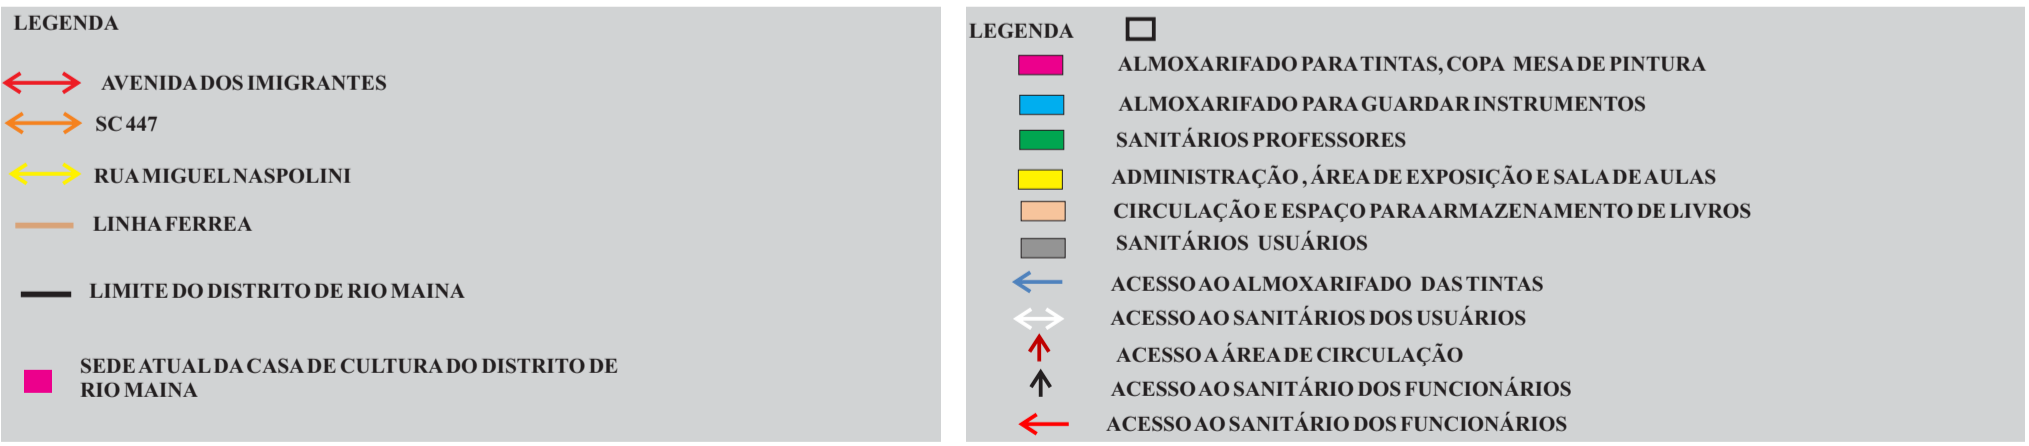 LEGENDA
AVENIDA DOS IMIGRANTES
SC 447
RUA MIGUEL NASPOLINI
LINHA FERREA
LIMITE DO DISTRITO DE RIO MAINA
SEDE ATUAL DA CASA DE CULTURA DO DISTRITO DE
RIO MAINA
LEGENDA
ALMOXARIFADO PARA TINTAS, COPA MESA DE PINTURA
ALMOXARIFADO PARA GUARDAR INSTRUMENTOS
SANITÁRIOS PROFESSORES
ADMINISTRAÇÃO , ÁREA DE EXPOSIÇÃO E SALA DE AULAS
CIRCULAÇÃO E ESPAÇO PARA ARMAZENAMENTO DE LIVROS
SANITÁRIOS USUÁRIOS
ACESSO AO ALMOXARIFADO DAS TINTAS
ACESSO AO SANITÁRIOS DOS USUÁRIOS
ACESSO A ÁREA DE CIRCULAÇÃO
ACESSO AO SANITÁRIO DOS FUNCIONÁRIOS
ACESSO AO SANITÁRIO DOS FUNCIONÁRIOS